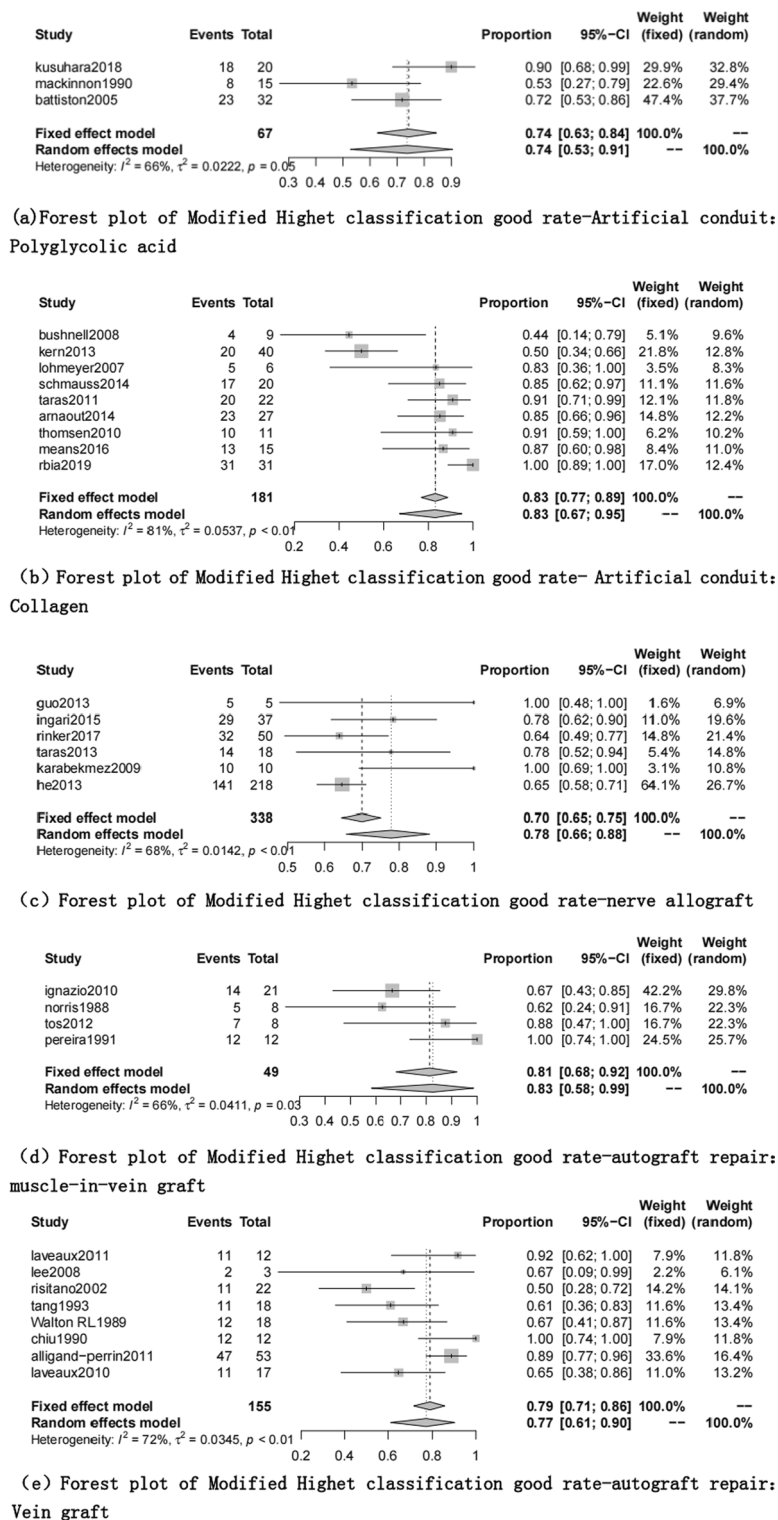 Weight Weight
Study Events Total Proportion 95%−CI (fixed) (random)
kusuhara2018 18 20 0.90 [0.68; 0.99] 29.9% 32.8%
mackinnon1990 8 15 0.53 [0.27; 0.79] 22.6% 29.4%
battiston2005 23 32 0.72 [0.53; 0.86] 47.4% 37.7%
Fixed effect model 67 0.74 [0.63; 0.84] 100.0% −−
Random effects model 0.74 [0.53; 0.91] −− 100.0%
Heterogeneity: I² = 66%, τ² = 0.0222, p = 0.05
0.3 0.4 0.5 0.6 0.7 0.8 0.9
(a)Forest plot of Modified Highet classification good rate-Artificial conduit:
Polyglycolic acid
Weight Weight
Study Events Total Proportion 95%−CI (fixed) (random)
bushnell2008 4 9 0.44 [0.14; 0.79] 5.1% 9.6%
kern2013 20 40 0.50 [0.34; 0.66] 21.8% 12.8%
lohmeyer2007 5 6 0.83 [0.36; 1.00] 3.5% 8.3%
schmauss2014 17 20 0.85 [0.62; 0.97] 11.1% 11.6%
taras2011 20 22 0.91 [0.71; 0.99] 12.1% 11.8%
arnaout2014 23 27 0.85 [0.66; 0.96] 14.8% 12.2%
thomsen2010 10 11 0.91 [0.59; 1.00] 6.2% 10.2%
means2016 13 15 0.87 [0.60; 0.98] 8.4% 11.0%
rbia2019 31 31 1.00 [0.89; 1.00] 17.0% 12.4%
Fixed effect model 181 0.83 [0.77; 0.89] 100.0% −−
Random effects model 0.83 [0.67; 0.95] −− 100.0%
Heterogeneity: I² = 81%, τ² = 0.0537, p < 0.01
0.2 0.4 0.6 0.8 1
(b) Forest plot of Modified Highet classification good rate- Artificial conduit:
Collagen
Weight Weight
Study Events Total Proportion 95%−CI (fixed) (random)
guo2013 5 5 1.00 [0.48; 1.00] 1.6% 6.9%
ingari2015 29 37 0.78 [0.62; 0.90] 11.0% 19.6%
rinker2017 32 50 0.64 [0.49; 0.77] 14.8% 21.4%
taras2013 14 18 0.78 [0.52; 0.94] 5.4% 14.8%
karabekmez2009 10 10 1.00 [0.69; 1.00] 3.1% 10.8%
he2013 141 218 0.65 [0.58; 0.71] 64.1% 26.7%
Fixed effect model 338 0.70 [0.65; 0.75] 100.0% −−
Random effects model 0.78 [0.66; 0.88] −− 100.0%
Heterogeneity: I² = 68%, τ² = 0.0142, p < 0.01
0.5 0.6 0.7 0.8 0.9 1
(c) Forest plot of Modified Highet classification good rate-nerve allograft
Weight Weight
Study Events Total Proportion 95%−CI (fixed) (random)
ignazio2010 14 21 0.67 [0.43; 0.85] 42.2% 29.8%
norris1988 5 8 0.62 [0.24; 0.91] 16.7% 22.3%
tos2012 7 8 0.88 [0.47; 1.00] 16.7% 22.3%
pereira1991 12 12 1.00 [0.74; 1.00] 24.5% 25.7%
Fixed effect model 49 0.81 [0.68; 0.92] 100.0% −−
Random effects model 0.83 [0.58; 0.99] −− 100.0%
Heterogeneity: I² = 66%, τ² = 0.0411, p = 0.03
0.3 0.4 0.5 0.6 0.7 0.8 0.9 1
(d) Forest plot of Modified Highet classification good rate-autograft repair:
muscle-in-vein graft
Weight Weight
Study Events Total Proportion 95%−CI (fixed) (random)
laveaux2011 11 12 0.92 [0.62; 1.00] 7.9% 11.8%
lee2008 2 3 0.67 [0.09; 0.99] 2.2% 6.1%
risitano2002 11 22 0.50 [0.28; 0.72] 14.2% 14.1%
tang1993 11 18 0.61 [0.36; 0.83] 11.6% 13.4%
Walton RL1989 12 18 0.67 [0.41; 0.87] 11.6% 13.4%
chiu1990 12 12 1.00 [0.74; 1.00] 7.9% 11.8%
alligand−perrin2011 47 53 0.89 [0.77; 0.96] 33.6% 16.4%
laveaux2010 11 17 0.65 [0.38; 0.86] 11.0% 13.2%
Fixed effect model 155 0.79 [0.71; 0.86] 100.0% −−
Random effects model 0.77 [0.61; 0.90] −− 100.0%
Heterogeneity: I² = 72%, τ² = 0.0345, p < 0.01
0.2 0.4 0.6 0.8 1
(e) Forest plot of Modified Highet classification good rate-autograft repair:
Vein graft